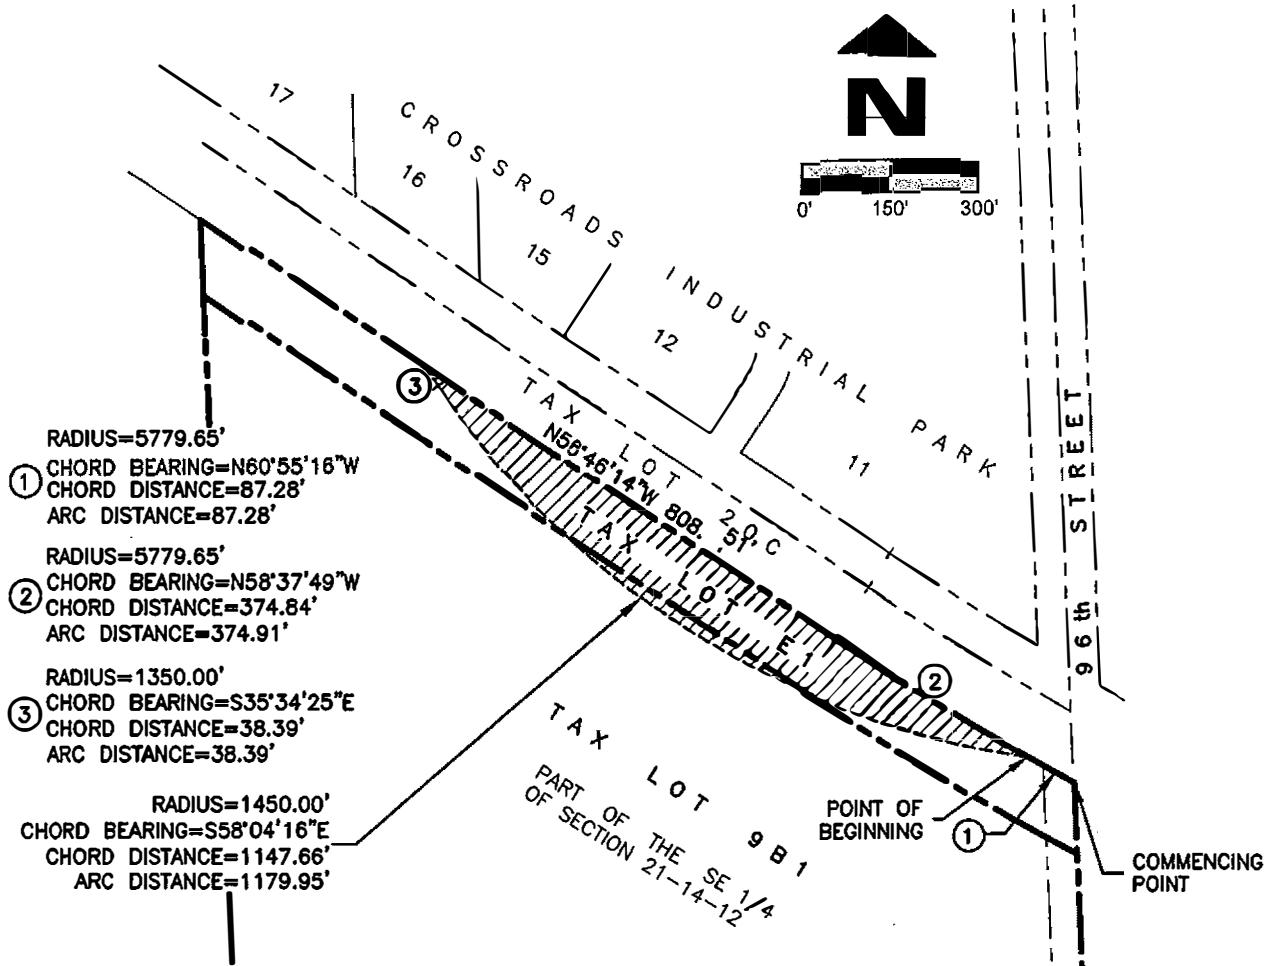 N
0' 150' 300'
17
16
15
12
11
CROSSROADS INDUSTRIAL PARK
96th STREET
TAX LOT 20C
N56°46'14"W 808.51'
TAX LOT E1
3
2
1
RADIUS=5779.65'
1 CHORD BEARING=N60°55'16"W
CHORD DISTANCE=87.28'
ARC DISTANCE=87.28'
RADIUS=5779.65'
2 CHORD BEARING=N58°37'49"W
CHORD DISTANCE=374.84'
ARC DISTANCE=374.91'
RADIUS=1350.00'
3 CHORD BEARING=S35°34'25"E
CHORD DISTANCE=38.39'
ARC DISTANCE=38.39'
RADIUS=1450.00'
CHORD BEARING=S58°04'16"E
CHORD DISTANCE=1147.66'
ARC DISTANCE=1179.95'
TAX LOT 9B1
PART OF THE SE 1/4
OF SECTION 21-14-12
POINT OF
BEGINNING
COMMENCING
POINT